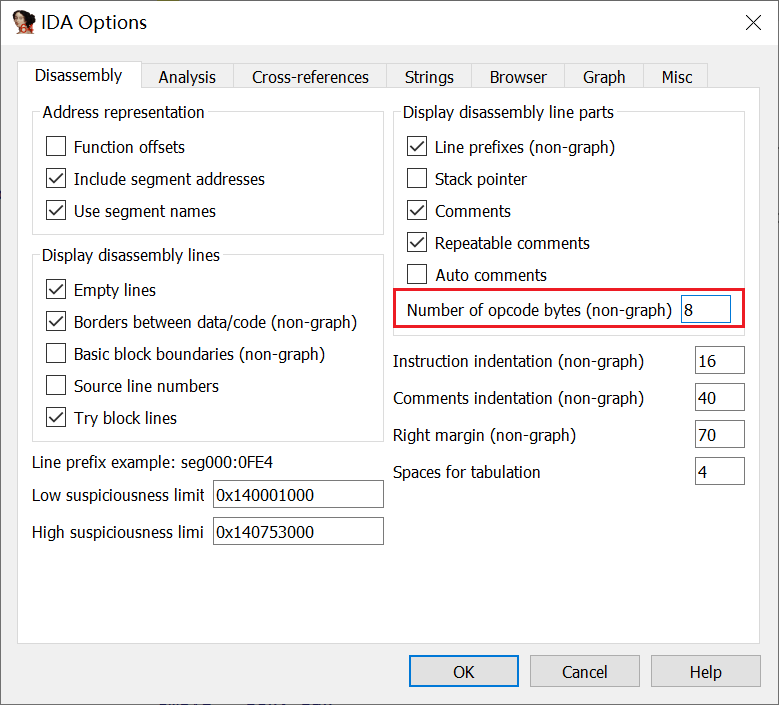 IDA Options
Disassembly Analysis Cross-references Strings Browser Graph Misc
Address representation
Function offsets
Include segment addresses
Use segment names
Display disassembly lines
Empty lines
Borders between data/code (non-graph)
Basic block boundaries (non-graph)
Source line numbers
Try block lines
Line prefix example: seg000:0FE4
Low suspiciousness limit 0x140001000
High suspiciousness limi 0x140753000
Display disassembly line parts
Line prefixes (non-graph)
Stack pointer
Comments
Repeatable comments
Auto comments
Number of opcode bytes (non-graph) 8
Instruction indentation (non-graph) 16
Comments indentation (non-graph) 40
Right margin (non-graph) 70
Spaces for tabulation 4
OK Cancel Help